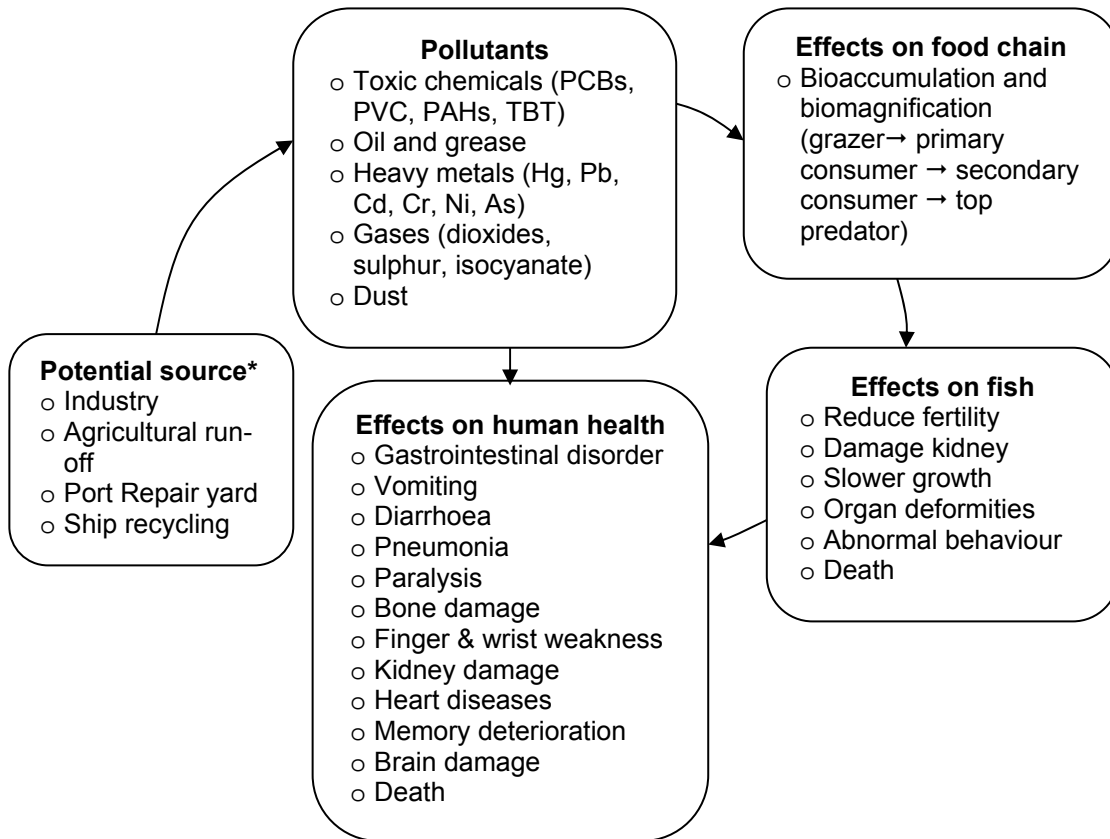 Pollutants
o Toxic chemicals (PCBs,
PVC, PAHs, TBT)
o Oil and grease
o Heavy metals (Hg, Pb,
Cd, Cr, Ni, As)
o Gases (dioxides,
sulphur, isocyanate)
o Dust
Effects on food chain
o Bioaccumulation and
biomagnification
(grazer→ primary
consumer → secondary
consumer → top
predator)
Potential source*
o Industry
o Agricultural run-
off
o Port Repair yard
o Ship recycling
Effects on human health
o Gastrointestinal disorder
o Vomiting
o Diarrhoea
o Pneumonia
o Paralysis
o Bone damage
o Finger & wrist weakness
o Kidney damage
o Heart diseases
o Memory deterioration
o Brain damage
o Death
Effects on fish
o Reduce fertility
o Damage kidney
o Slower growth
o Organ deformities
o Abnormal behaviour
o Death